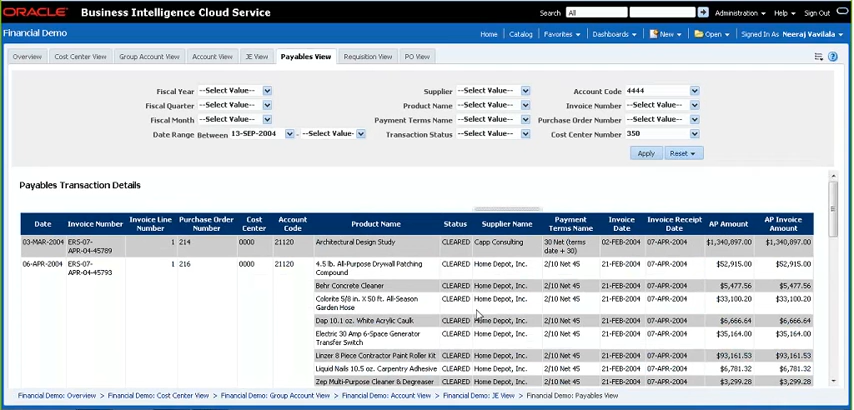 ORACLE Business Intelligence Cloud Service Search All Administration Help Sign Out
Financial Demo Home Catalog Favorites Dashboards New Open Signed In As Neeraj Vavilala
Overview Cost Center View Group Account View Account View JE View Payables View Requisition View PO View
Fiscal Year --Select Value-- Supplier --Select Value-- Account Code 4444
Fiscal Quarter --Select Value-- Product Name --Select Value-- Invoice Number --Select Value--
Fiscal Month --Select Value-- Payment Terms Name --Select Value-- Purchase Order Number --Select Value--
Date Range Between 13-SEP-2004 - --Select Value-- Transaction Status --Select Value-- Cost Center Number 350
Apply Reset
Payables Transaction Details
Date Invoice Number Invoice Line Number Purchase Order Number Cost Center Account Code Product Name Status Supplier Name Payment Terms Name Invoice Date Invoice Receipt Date AP Amount AP Invoice Amount
03-MAR-2004 ERS-07-APR-04-45789 1 214 0000 21120 Architectural Design Study CLEARED Capp Consulting 30 Net (terms date + 30) 02-FEB-2004 07-APR-2004 $1,340,897.00 $1,340,897.00
06-APR-2004 ERS-07-APR-04-45793 1 216 0000 21120 4.5 lb. All-Purpose Drywall Patching Compound CLEARED Home Depot, Inc. 2/10 Net 45 21-FEB-2004 07-APR-2004 $52,915.00 $52,915.00
Behr Concrete Cleaner CLEARED Home Depot, Inc. 2/10 Net 45 21-FEB-2004 07-APR-2004 $5,477.56 $5,477.56
Colorite 5/8 in. X 50 ft. All-Season Garden Hose CLEARED Home Depot, Inc. 2/10 Net 45 21-FEB-2004 07-APR-2004 $33,100.20 $33,100.20
Dap 10.1 oz. White Acrylic Caulk CLEARED Home Depot, Inc. 2/10 Net 45 21-FEB-2004 07-APR-2004 $6,666.64 $6,666.64
Electric 30 Amp 6-Space Generator Transfer Switch CLEARED Home Depot, Inc. 2/10 Net 45 21-FEB-2004 07-APR-2004 $35,164.00 $35,164.00
Linzer 8 Piece Contractor Paint Roller Kit CLEARED Home Depot, Inc. 2/10 Net 45 21-FEB-2004 07-APR-2004 $93,161.53 $93,161.53
Liquid Nails 10.5 oz. Carpentry Adhesive CLEARED Home Depot, Inc. 2/10 Net 45 21-FEB-2004 07-APR-2004 $6,781.32 $6,781.32
Zep Multi-Purpose Cleaner & Degreaser CLEARED Home Depot, Inc. 2/10 Net 45 21-FEB-2004 07-APR-2004 $3,299.28 $3,299.28
Financial Demo: Overview > Financial Demo: Cost Center View > Financial Demo: Group Account View > Financial Demo: Account View > Financial Demo: JE View > Financial Demo: Payables View